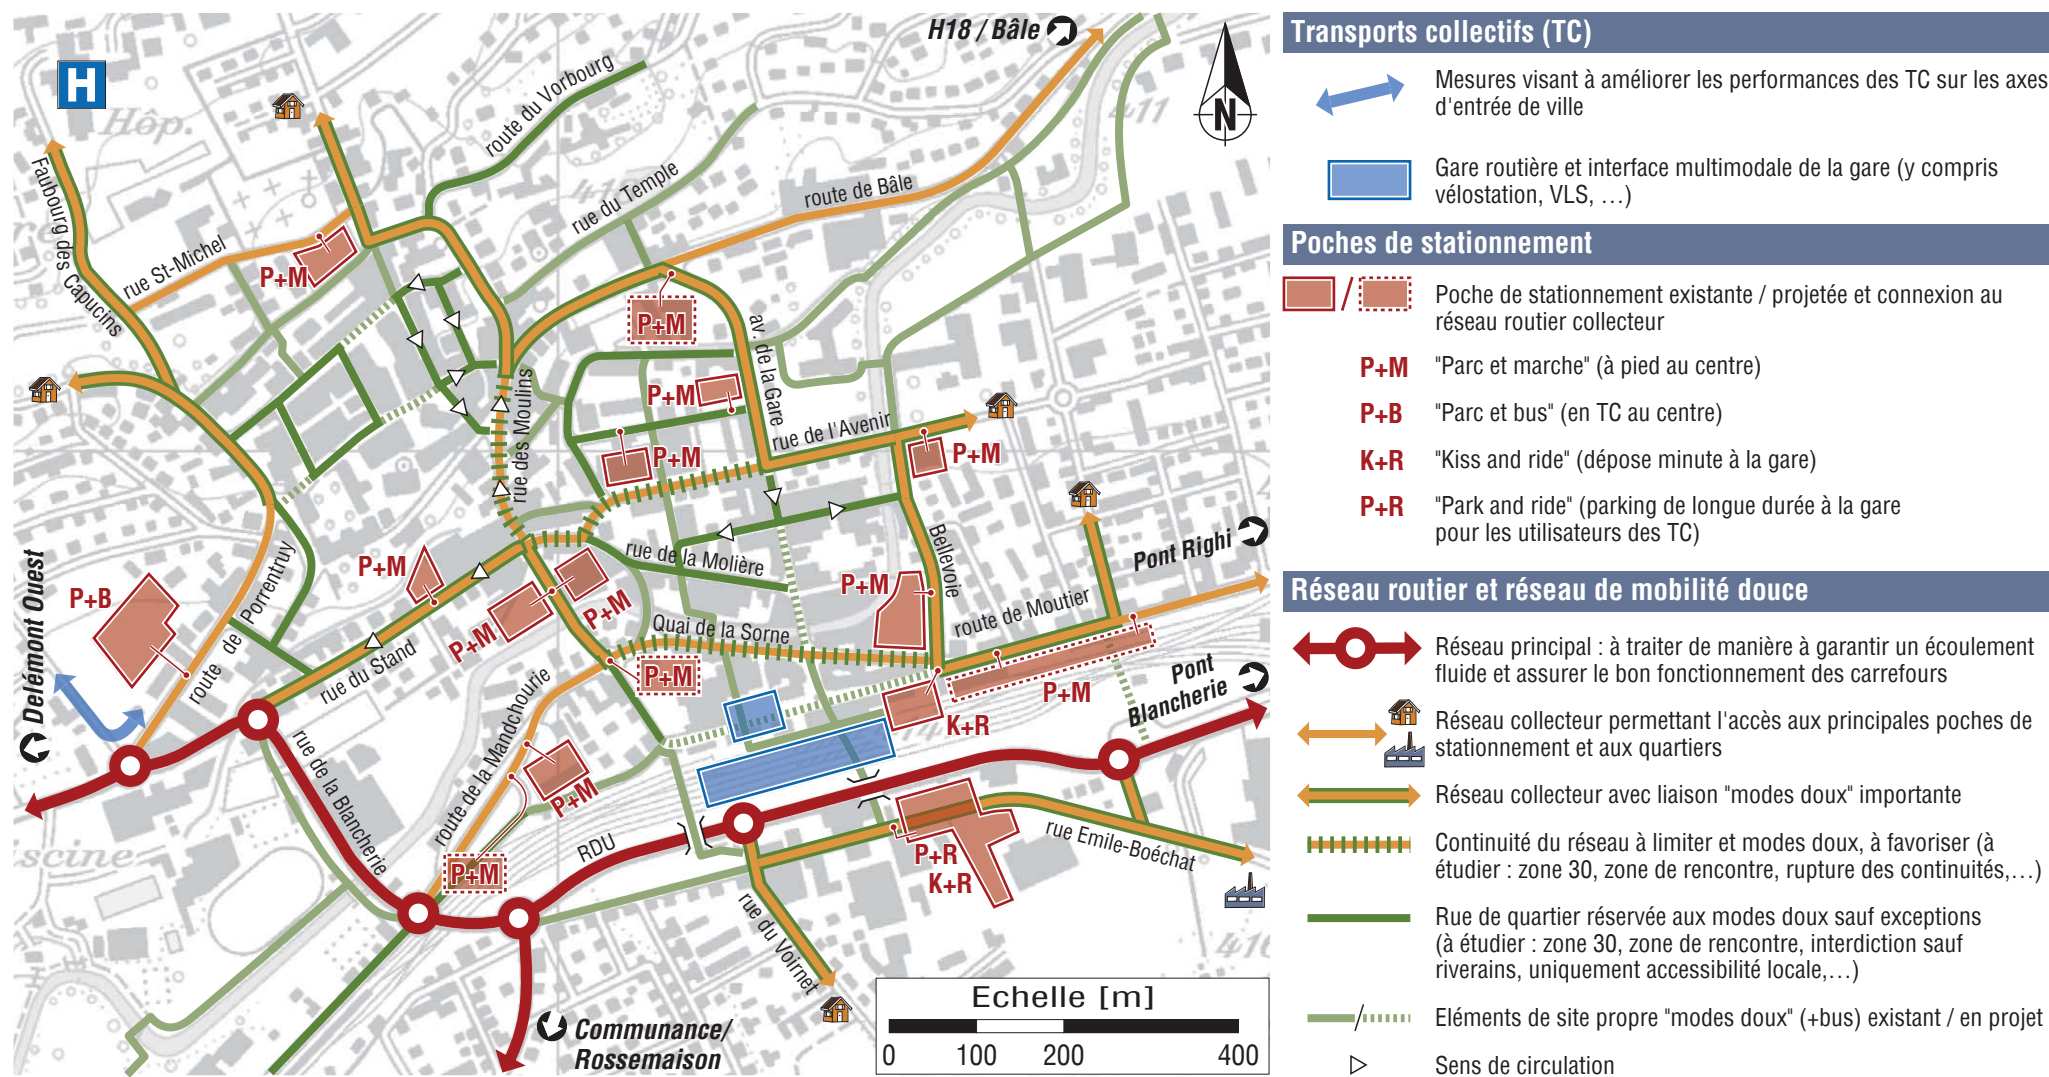 H18 / Bâle
H
Hôp.
N
Faubourg des Capucins
rue St-Michel
route du Vorbourg
rue du Temple
route de Bâle
411
P+M
P+M
av. de la Gare
P+M
rue des Moulins
rue de l'Avenir
P+M
P+M
Delémont Ouest
P+B
route de Porrentruy
P+M
rue de la Molière
Bellevoie
Pont Righi
P+M
P+M
P+M
route de Moutier
Quai de la Sorne
rue du Stand
P+M
P+M
Pont
Blancherie
K+R
route de la Mandchourie
rue de la Blancherie
P+M
RDU
P+M
P+R
K+R
rue Emile-Boéchat
rue du Voirnet
Communance/
Rossemaison
Echelle [m]
0 100 200 400
Transports collectifs (TC)
Mesures visant à améliorer les performances des TC sur les axes
d'entrée de ville
Gare routière et interface multimodale de la gare (y compris
vélostation, VLS, …)
Poches de stationnement
Poche de stationnement existante / projetée et connexion au
réseau routier collecteur
P+M "Parc et marche" (à pied au centre)
P+B "Parc et bus" (en TC au centre)
K+R "Kiss and ride" (dépose minute à la gare)
P+R "Park and ride" (parking de longue durée à la gare
pour les utilisateurs des TC)
Réseau routier et réseau de mobilité douce
Réseau principal : à traiter de manière à garantir un écoulement
fluide et assurer le bon fonctionnement des carrefours
Réseau collecteur permettant l'accès aux principales poches de
stationnement et aux quartiers
Réseau collecteur avec liaison "modes doux" importante
Continuité du réseau à limiter et modes doux, à favoriser (à
étudier : zone 30, zone de rencontre, rupture des continuités,…)
Rue de quartier réservée aux modes doux sauf exceptions
(à étudier : zone 30, zone de rencontre, interdiction sauf
riverains, uniquement accessibilité locale,…)
Eléments de site propre "modes doux" (+bus) existant / en projet
Sens de circulation